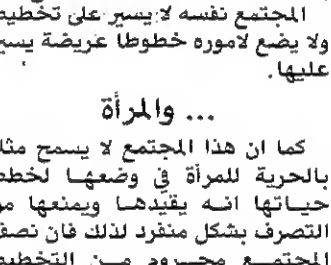 المجتمع نفسه لا يسير على تخطيط
ولا يضع لاموره خطوطا عريضة يسير
عليها.
... والمرأة
كما ان هذا المجتمع لا يسمح مثلا
بالحرية للمرأة في وضعها لخطط
حياتها انه يقيدها ويمنعها من
التصرف بشكل منفرد لذلك فان نصف
المجتمع محروم من التخطيط